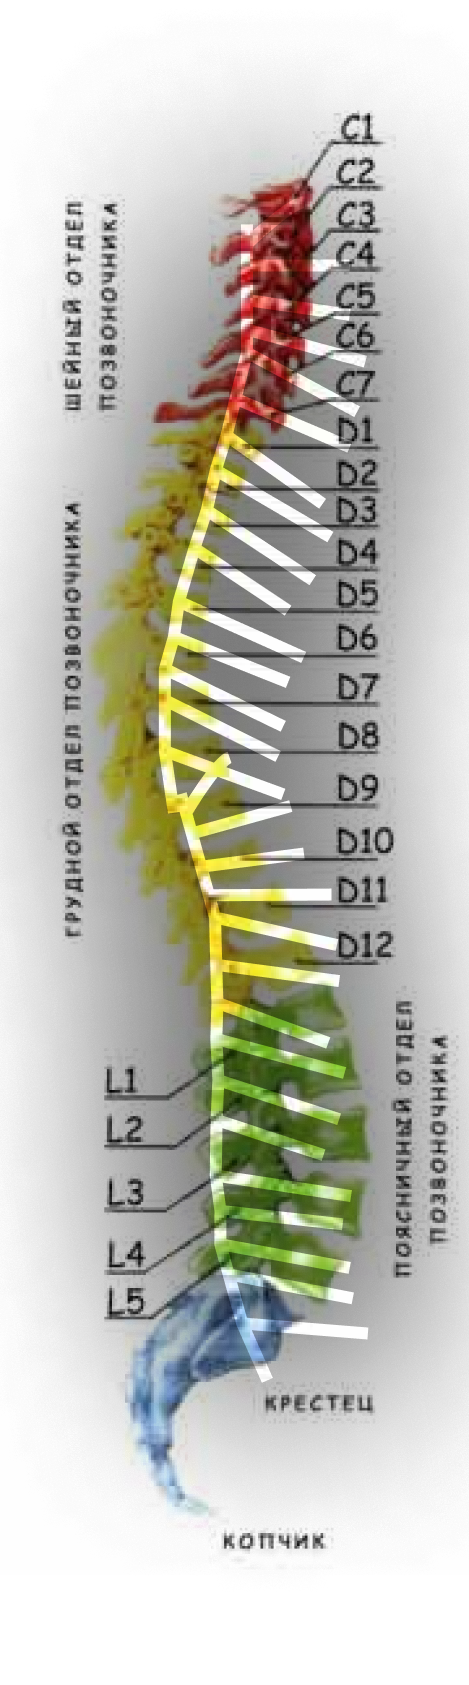 C1
C2
C3
C4
C5
C6
C7
ШЕЙНЫЙ ОТДЕЛ
ПОЗВОНОЧНИКА
D1
D2
D3
D4
D5
D6
D7
D8
D9
D10
D11
D12
ГРУДНОЙ ОТДЕЛ ПОЗВОНОЧНИКА
L1
L2
L3
L4
L5
ПОЯСНИЧНЫЙ ОТДЕЛ
ПОЗВОНОЧНИКА
КРЕСТЕЦ
КОПЧИК